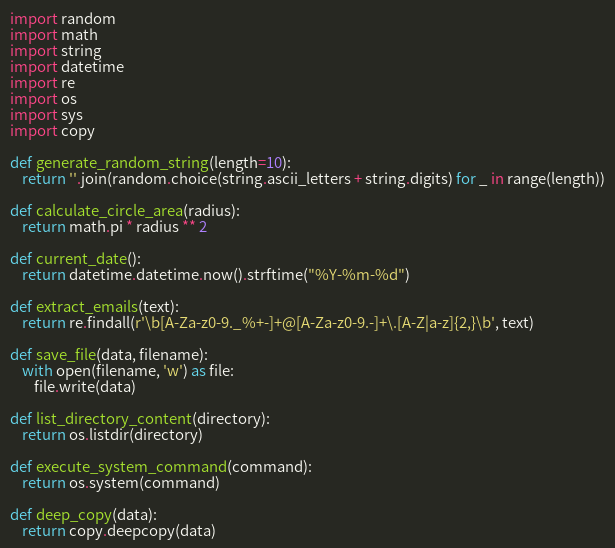 import random
import math
import string
import datetime
import re
import os
import sys
import copy

def generate_random_string(length=10):
   return ''.join(random.choice(string.ascii_letters + string.digits) for _ in range(length))

def calculate_circle_area(radius):
   return math.pi * radius ** 2

def current_date():
   return datetime.datetime.now().strftime("%Y-%m-%d")

def extract_emails(text):
   return re.findall(r'\b[A-Za-z0-9._%+-]+@[A-Za-z0-9.-]+\.[A-Z|a-z]{2,}\b', text)

def save_file(data, filename):
   with open(filename, 'w') as file:
      file.write(data)

def list_directory_content(directory):
   return os.listdir(directory)

def execute_system_command(command):
   return os.system(command)

def deep_copy(data):
   return copy.deepcopy(data)